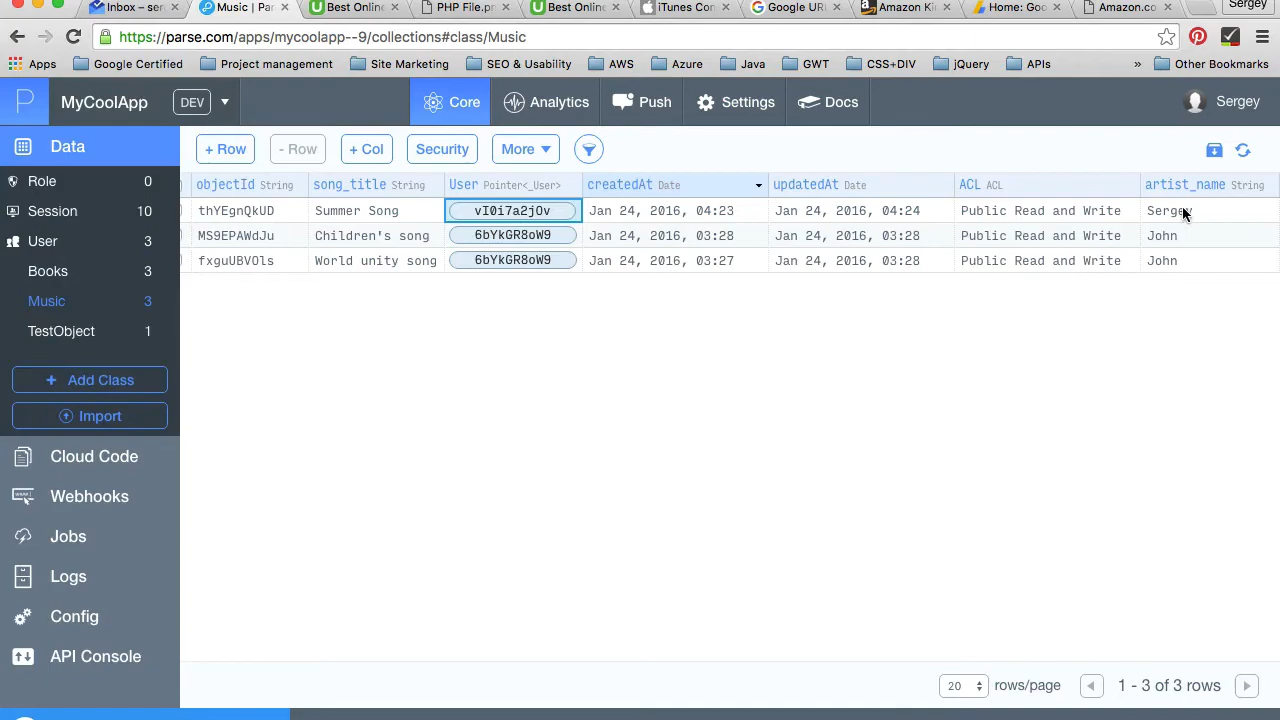 Sergey
Inbox – ser
Music | Par
Best Online
PHP File.pr
Best Online
iTunes Con
Google URL
Amazon Kin
Home: Goo
Amazon.co
https://parse.com/apps/mycoolapp--9/collections#class/Music
Apps Google Certified Project management Site Marketing SEO & Usability AWS Azure Java GWT CSS+DIV jQuery APIs » Other Bookmarks
MyCoolApp DEV Core Analytics Push Settings Docs Sergey
Data + Row - Row + Col Security More
objectId String song_title String User Pointer<_User> createdAt Date updatedAt Date ACL ACL artist_name String
thYEgnQkUD Summer Song vI0i7a2jOv Jan 24, 2016, 04:23 Jan 24, 2016, 04:24 Public Read and Write Sergey
MS9EPAWdJu Children's song 6bYkGR8oW9 Jan 24, 2016, 03:28 Jan 24, 2016, 03:28 Public Read and Write John
fxguUBVOls World unity song 6bYkGR8oW9 Jan 24, 2016, 03:27 Jan 24, 2016, 03:28 Public Read and Write John
Role 0
Session 10
User 3
Books 3
Music 3
TestObject 1
+ Add Class
Import
Cloud Code
Webhooks
Jobs
Logs
Config
API Console
20 rows/page 1 - 3 of 3 rows